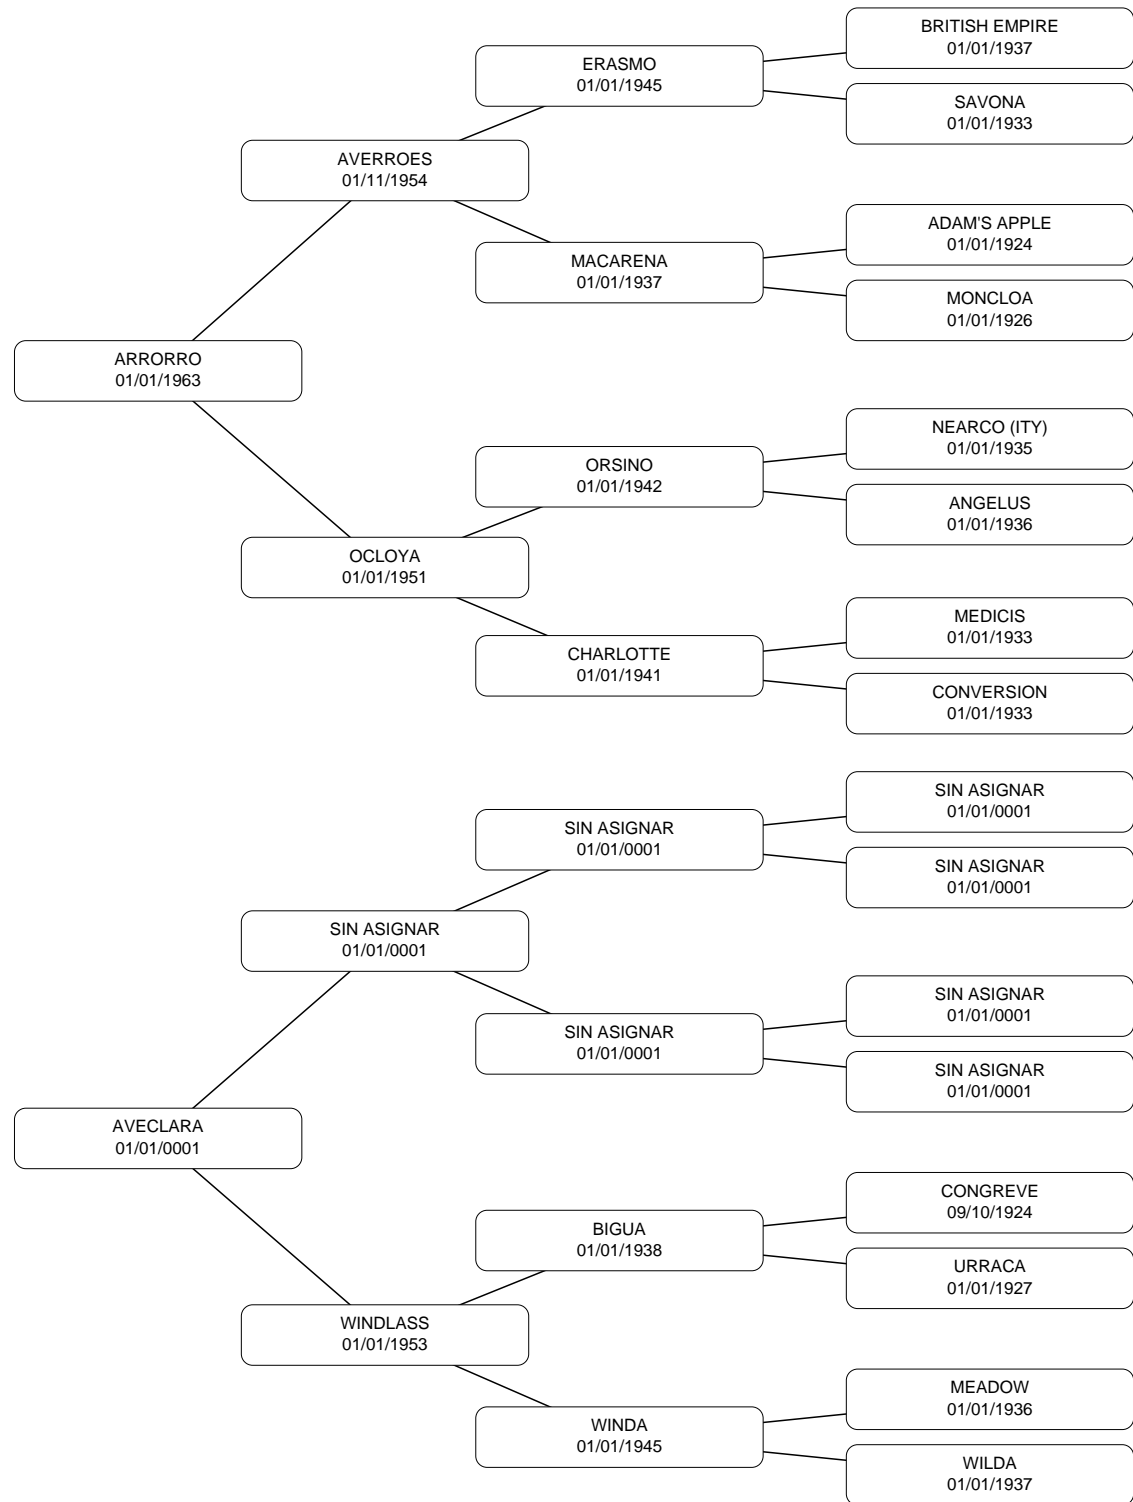 BRITISH EMPIRE
01/01/1937
ERASMO
01/01/1945
SAVONA
01/01/1933
AVERROES
01/11/1954
ADAM'S APPLE
01/01/1924
MACARENA
01/01/1937
MONCLOA
01/01/1926
ARRORRO
01/01/1963
NEARCO (ITY)
01/01/1935
ORSINO
01/01/1942
ANGELUS
01/01/1936
OCLOYA
01/01/1951
MEDICIS
01/01/1933
CHARLOTTE
01/01/1941
CONVERSION
01/01/1933
SIN ASIGNAR
01/01/0001
SIN ASIGNAR
01/01/0001
SIN ASIGNAR
01/01/0001
SIN ASIGNAR
01/01/0001
SIN ASIGNAR
01/01/0001
SIN ASIGNAR
01/01/0001
SIN ASIGNAR
01/01/0001
AVECLARA
01/01/0001
CONGREVE
09/10/1924
BIGUA
01/01/1938
URRACA
01/01/1927
WINDLASS
01/01/1953
MEADOW
01/01/1936
WINDA
01/01/1945
WILDA
01/01/1937